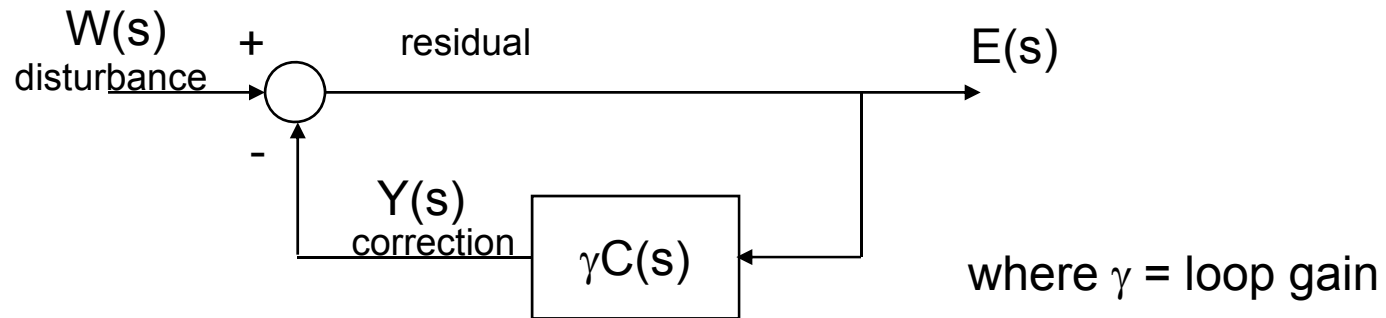 W(s)
disturbance
+
residual
E(s)
-
Y(s)
correction
γC(s)
where γ = loop gain